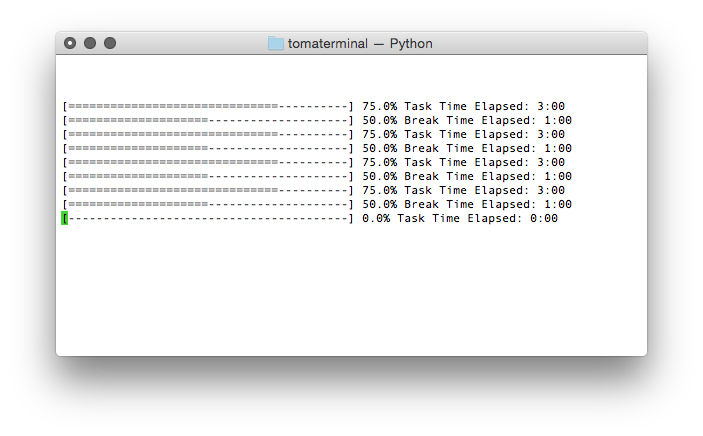 tomaterminal — Python
[==============================----------] 75.0% Task Time Elapsed: 3:00
[====================--------------------] 50.0% Break Time Elapsed: 1:00
[==============================----------] 75.0% Task Time Elapsed: 3:00
[====================--------------------] 50.0% Break Time Elapsed: 1:00
[==============================----------] 75.0% Task Time Elapsed: 3:00
[====================--------------------] 50.0% Break Time Elapsed: 1:00
[==============================----------] 75.0% Task Time Elapsed: 3:00
[====================--------------------] 50.0% Break Time Elapsed: 1:00
[----------------------------------------] 0.0% Task Time Elapsed: 0:00